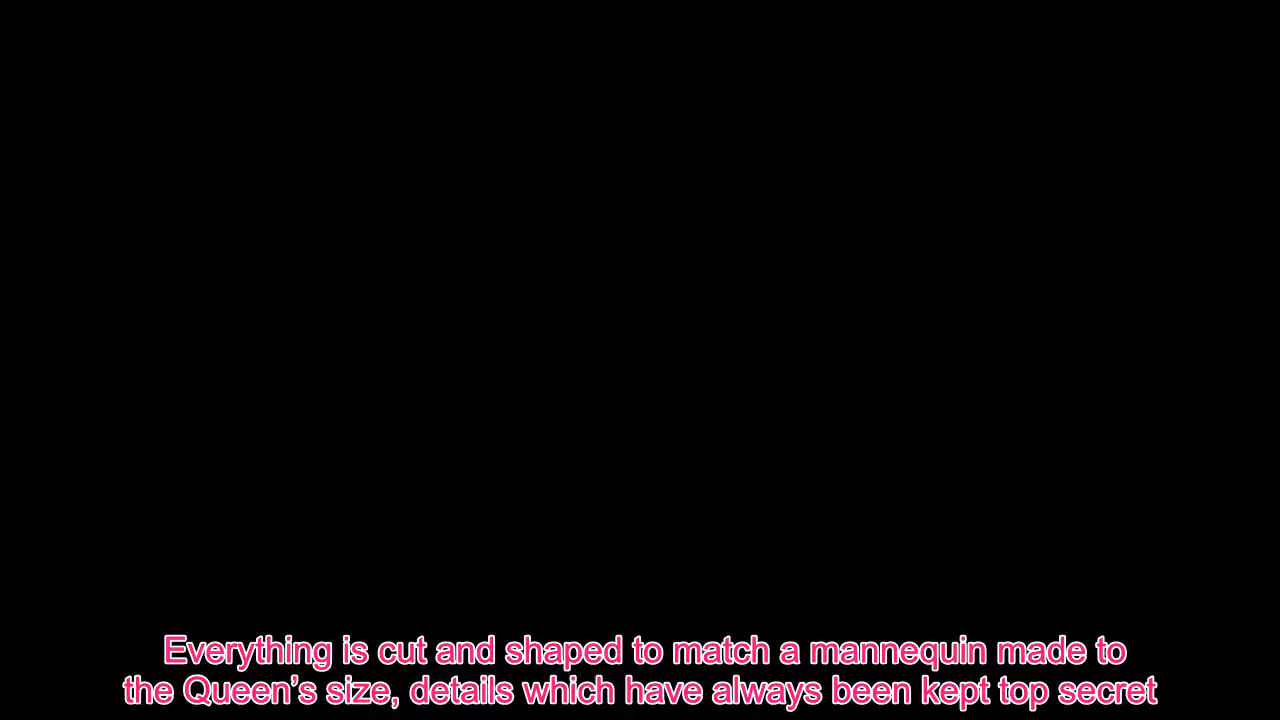 Everything is cut and shaped to match a mannequin made to
the Queen’s size, details which have always been kept top secret